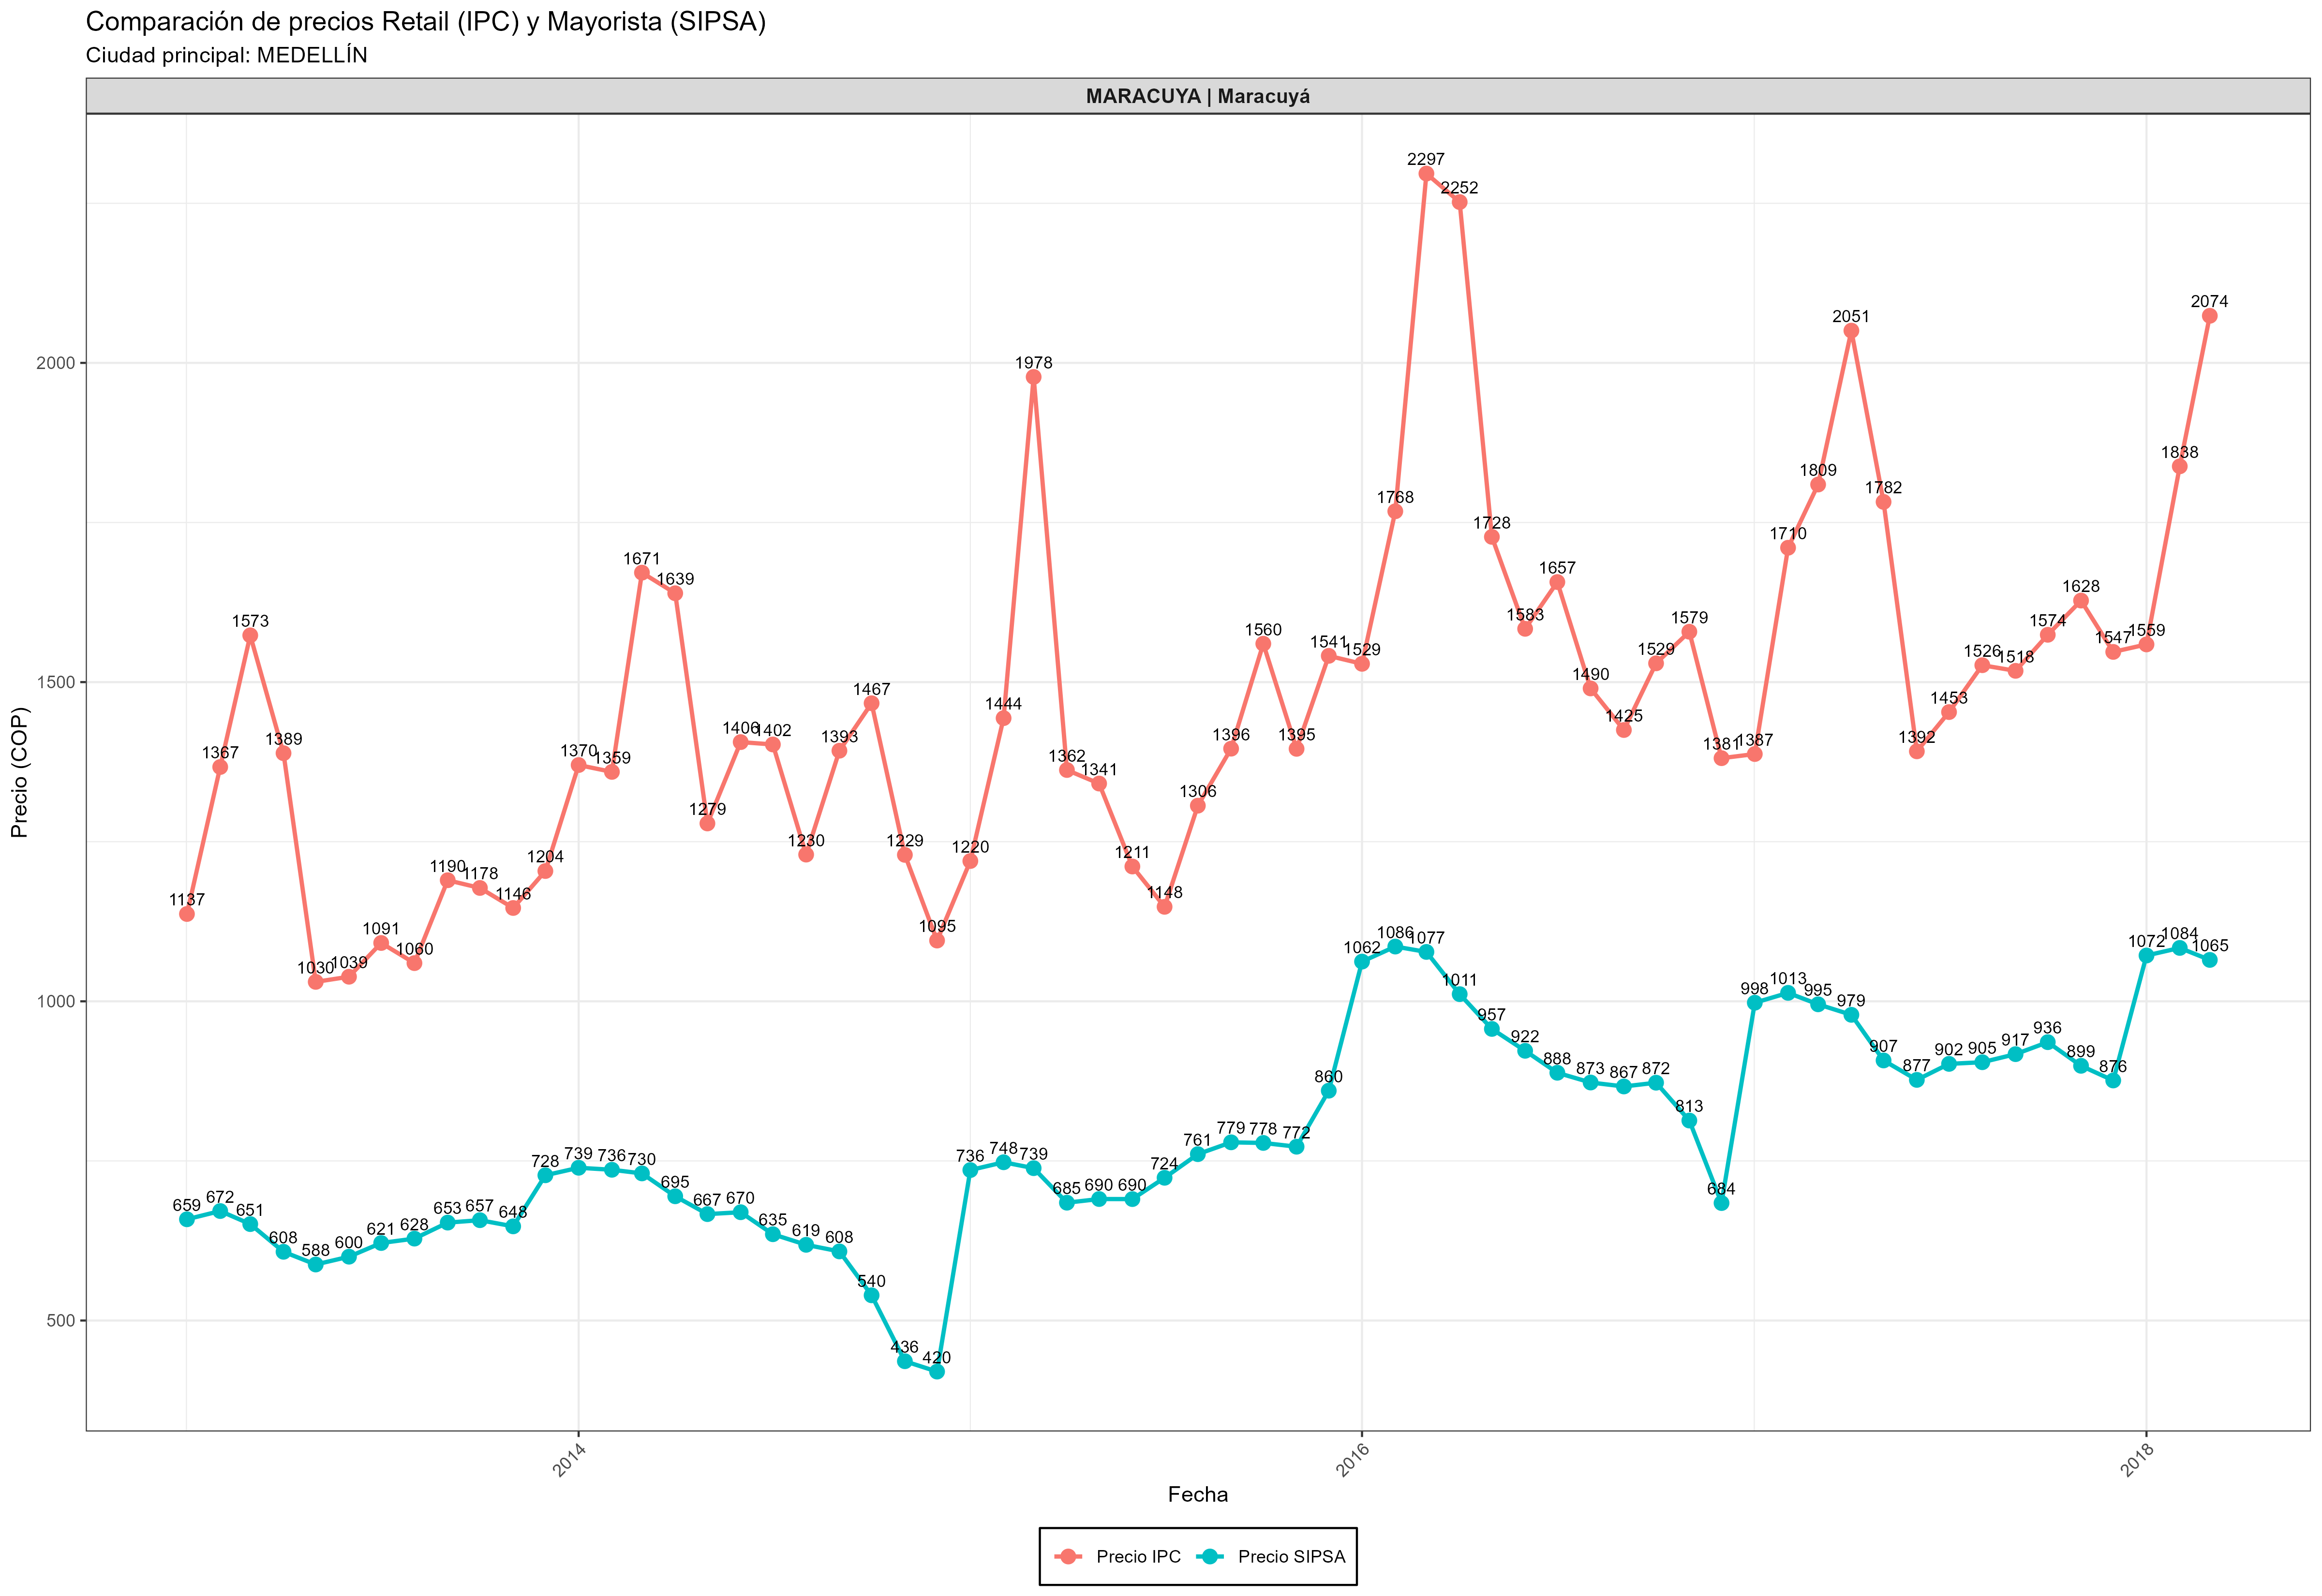 Comparación de precios Retail (IPC) y Mayorista (SIPSA)
Ciudad principal: MEDELLÍN
MARACUYA | Maracuyá
Precio (COP)
2000
1500
1000
500
1137 1367 1573 1389 1030 1039 1091 1060 1190 1178 1146 1204 1370 1359 1671 1639 1279 1406 1402 1230 1393 1467 1229 1095 1220 1444 1978 1362 1341 1211 1148 1306 1396 1560 1395 1541 1529 1768 2297 2252 1728 1583 1657 1490 1425 1529 1579 1381 1387 1710 1809 2051 1782 1392 1453 1526 1518 1574 1628 1547 1559 1838 2074
659 672 651 608 588 600 621 628 653 657 648 728 739 736 730 695 667 670 635 619 608 540 436 420 736 748 739 685 690 690 724 761 779 778 772 860 1062 1086 1077 1011 957 922 888 873 867 872 813 684 998 1013 995 979 907 877 902 905 917 936 899 876 1072 1084 1065
2014 2016 2018
Fecha
Precio IPC Precio SIPSA